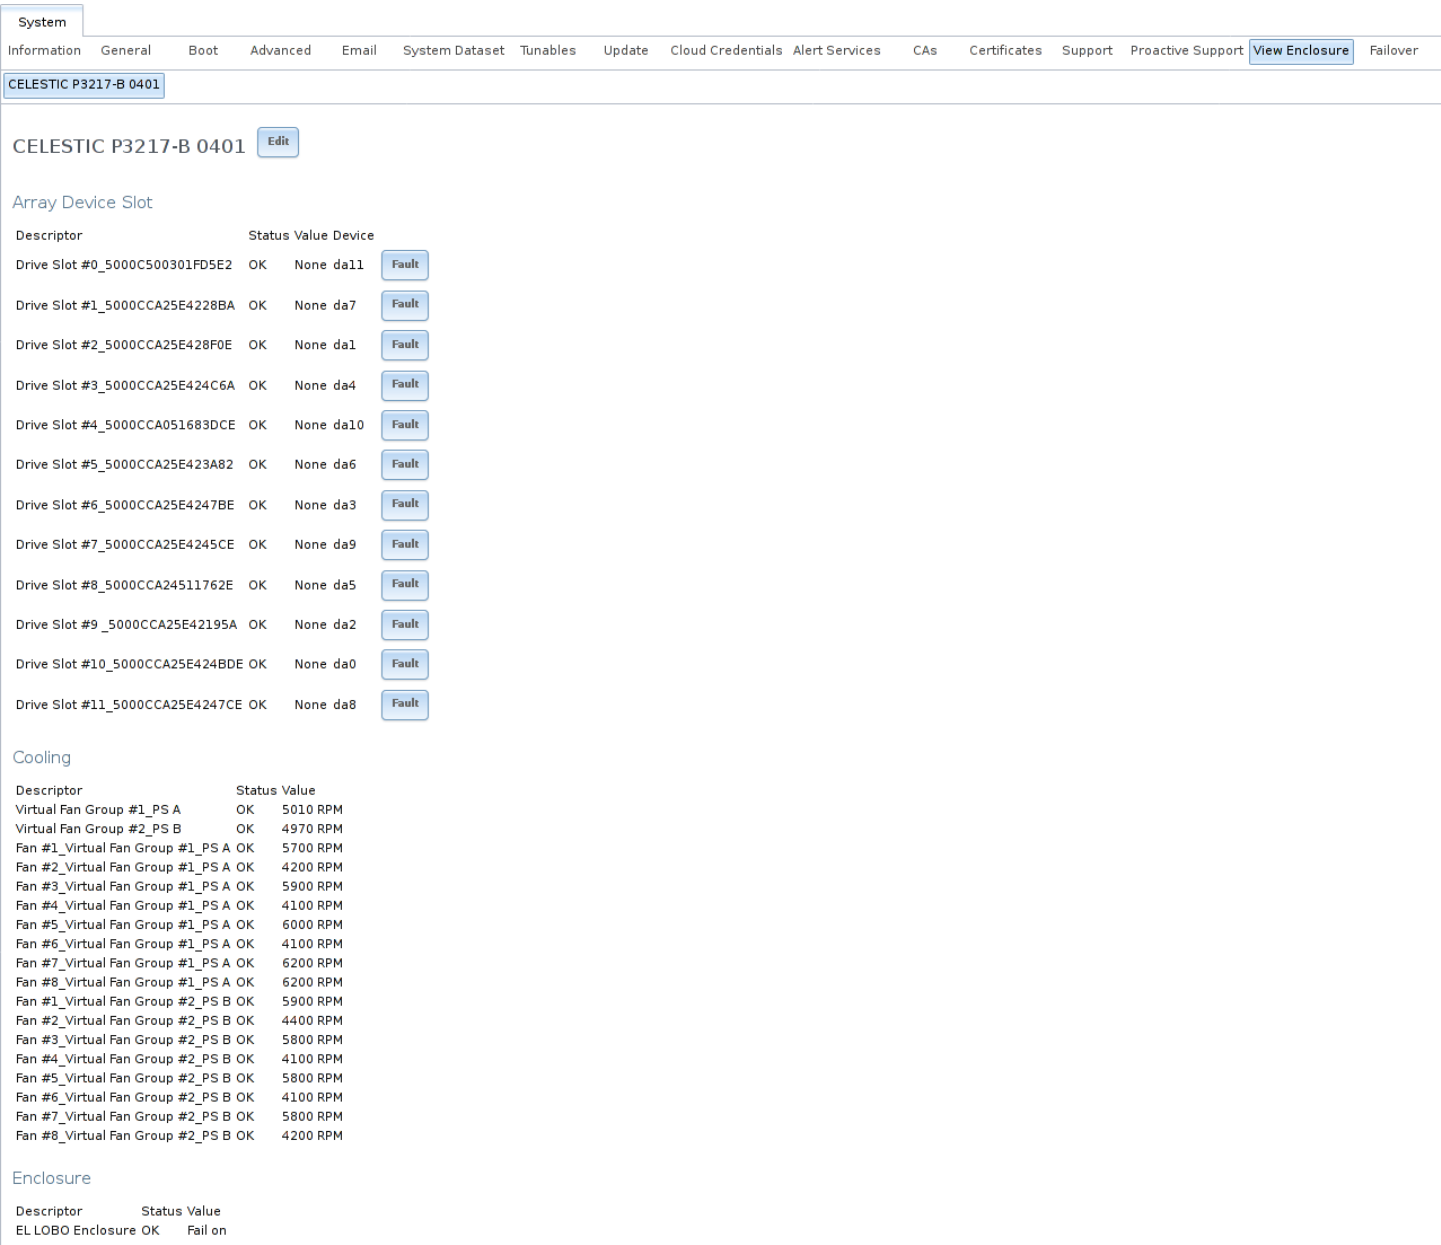 System
Information General Boot Advanced Email System Dataset Tunables Update Cloud Credentials Alert Services CAs Certificates Support Proactive Support View Enclosure Failover
CELESTIC P3217-B 0401
CELESTIC P3217-B 0401 Edit
Array Device Slot
Descriptor Status Value Device
Drive Slot #0_5000C500301FD5E2 OK None da11 Fault
Drive Slot #1_5000CCA25E4228BA OK None da7 Fault
Drive Slot #2_5000CCA25E428F0E OK None da1 Fault
Drive Slot #3_5000CCA25E424C6A OK None da4 Fault
Drive Slot #4_5000CCA051683DCE OK None da10 Fault
Drive Slot #5_5000CCA25E423A82 OK None da6 Fault
Drive Slot #6_5000CCA25E4247BE OK None da3 Fault
Drive Slot #7_5000CCA25E4245CE OK None da9 Fault
Drive Slot #8_5000CCA24511762E OK None da5 Fault
Drive Slot #9 _5000CCA25E42195A OK None da2 Fault
Drive Slot #10_5000CCA25E424BDE OK None da0 Fault
Drive Slot #11_5000CCA25E4247CE OK None da8 Fault
Cooling
Descriptor Status Value
Virtual Fan Group #1_PS A OK 5010 RPM
Virtual Fan Group #2_PS B OK 4970 RPM
Fan #1_Virtual Fan Group #1_PS A OK 5700 RPM
Fan #2_Virtual Fan Group #1_PS A OK 4200 RPM
Fan #3_Virtual Fan Group #1_PS A OK 5900 RPM
Fan #4_Virtual Fan Group #1_PS A OK 4100 RPM
Fan #5_Virtual Fan Group #1_PS A OK 6000 RPM
Fan #6_Virtual Fan Group #1_PS A OK 4100 RPM
Fan #7_Virtual Fan Group #1_PS A OK 6200 RPM
Fan #8_Virtual Fan Group #1_PS A OK 6200 RPM
Fan #1_Virtual Fan Group #2_PS B OK 5900 RPM
Fan #2_Virtual Fan Group #2_PS B OK 4400 RPM
Fan #3_Virtual Fan Group #2_PS B OK 5800 RPM
Fan #4_Virtual Fan Group #2_PS B OK 4100 RPM
Fan #5_Virtual Fan Group #2_PS B OK 5800 RPM
Fan #6_Virtual Fan Group #2_PS B OK 4100 RPM
Fan #7_Virtual Fan Group #2_PS B OK 5800 RPM
Fan #8_Virtual Fan Group #2_PS B OK 4200 RPM
Enclosure
Descriptor Status Value
EL LOBO Enclosure OK Fail on